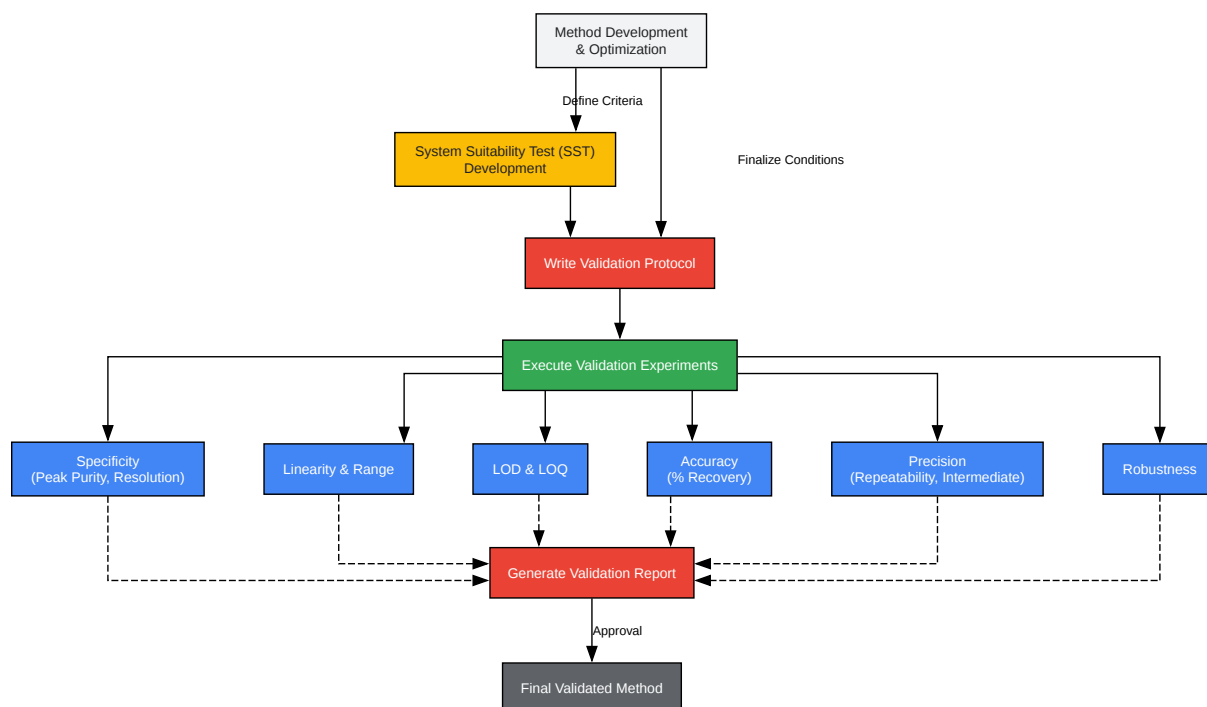 Method Development
& Optimization
Define Criteria
System Suitability Test (SST)
Development
Finalize Conditions
Write Validation Protocol
Execute Validation Experiments
Specificity
(Peak Purity, Resolution)
Linearity & Range
LOD & LOQ
Accuracy
(% Recovery)
Precision
(Repeatability, Intermediate)
Robustness
Generate Validation Report
Approval
Final Validated Method